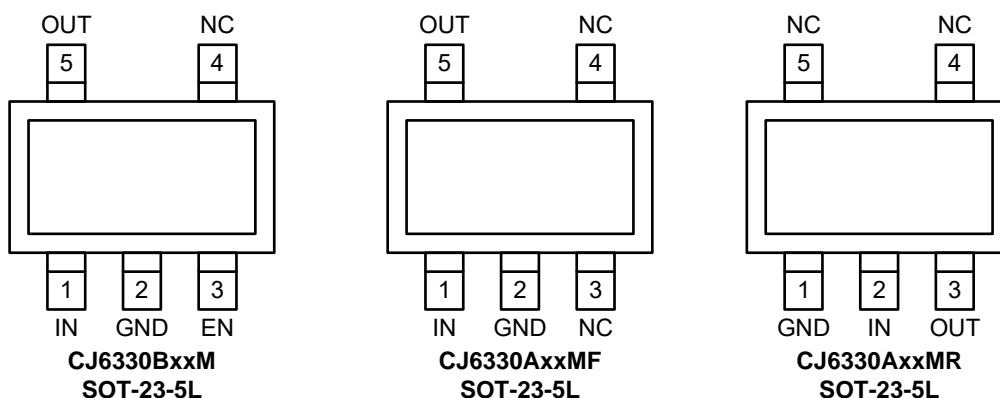 OUT NC OUT NC NC NC
5 4 5 4 5 4
1 2 3 1 2 3 1 2 3
IN GND EN IN GND NC GND IN OUT
CJ6330BxxM CJ6330AxxMF CJ6330AxxMR
SOT-23-5L SOT-23-5L SOT-23-5L